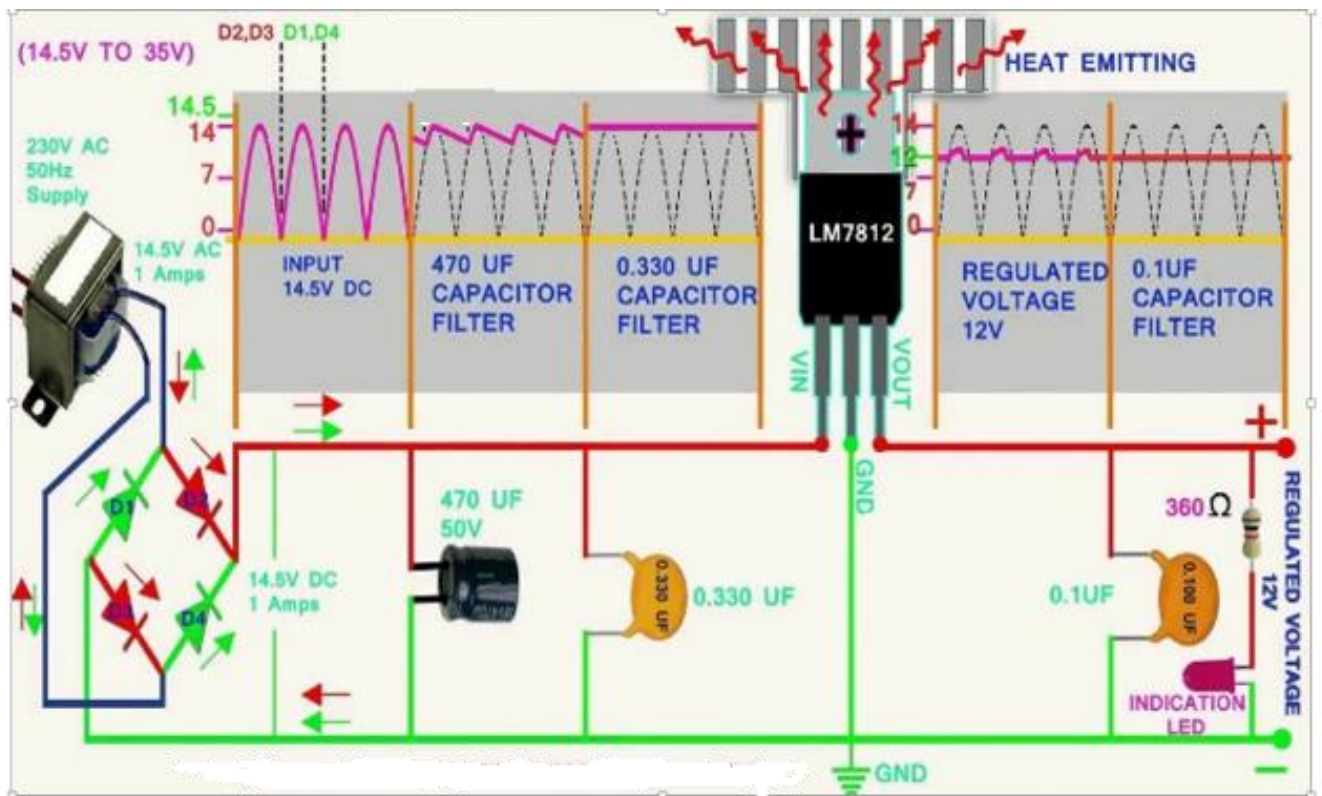 (14.5V TO 35V)
D2,D3 D1,D4
HEAT EMITTING
14.5
14
7
0
230V AC
50Hz
Supply
14.5V AC
1 Amps
INPUT
14.5V DC
470 UF
CAPACITOR
FILTER
0.330 UF
CAPACITOR
FILTER
LM7812
VIN
VOUT
GND
14
12
7
0
REGULATED
VOLTAGE
12V
0.1UF
CAPACITOR
FILTER
+
D1
D2
D3
D4
14.5V DC
1 Amps
470 UF
50V
0.330 UF
0.330 UF
0.1UF
0.100 UF
360Ω
12V
REGULATED VOLTAGE
INDICATION
LED
GND
−